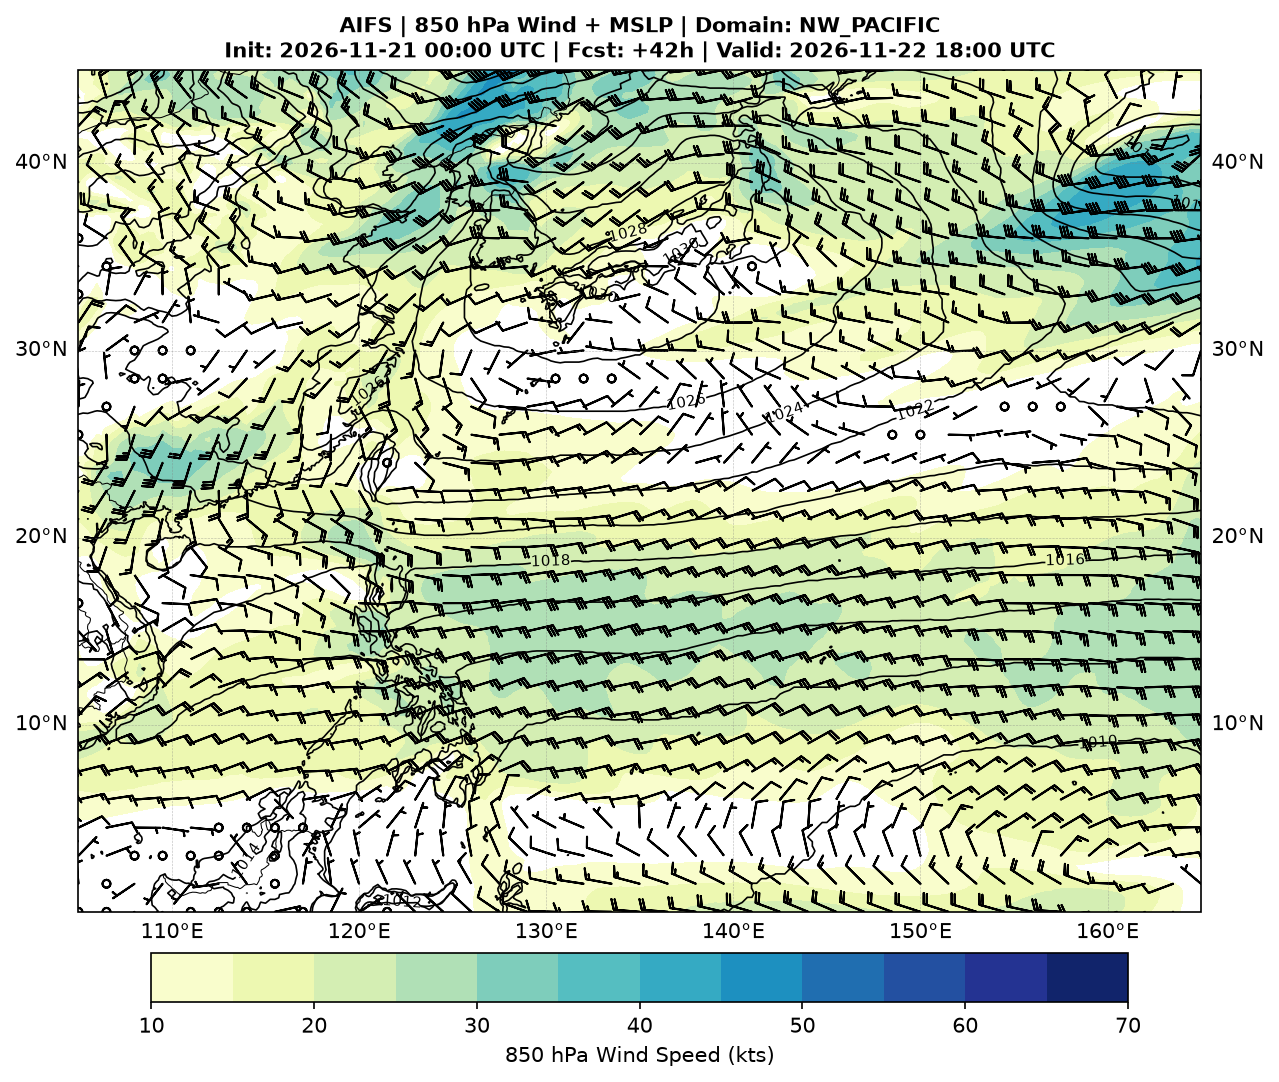 AIFS | 850 hPa Wind + MSLP | Domain: NW_PACIFIC
Init: 2026-11-21 00:00 UTC | Fcst: +42h | Valid: 2026-11-22 18:00 UTC
40°N
40°N
1028
1030
30°N
30°N
1026
1026
1024
1022
20°N
20°N
1018
1016
10°N
10°N
1010
1014
1012
110°E
120°E
130°E
140°E
150°E
160°E
10
20
30
40
50
60
70
850 hPa Wind Speed (kts)